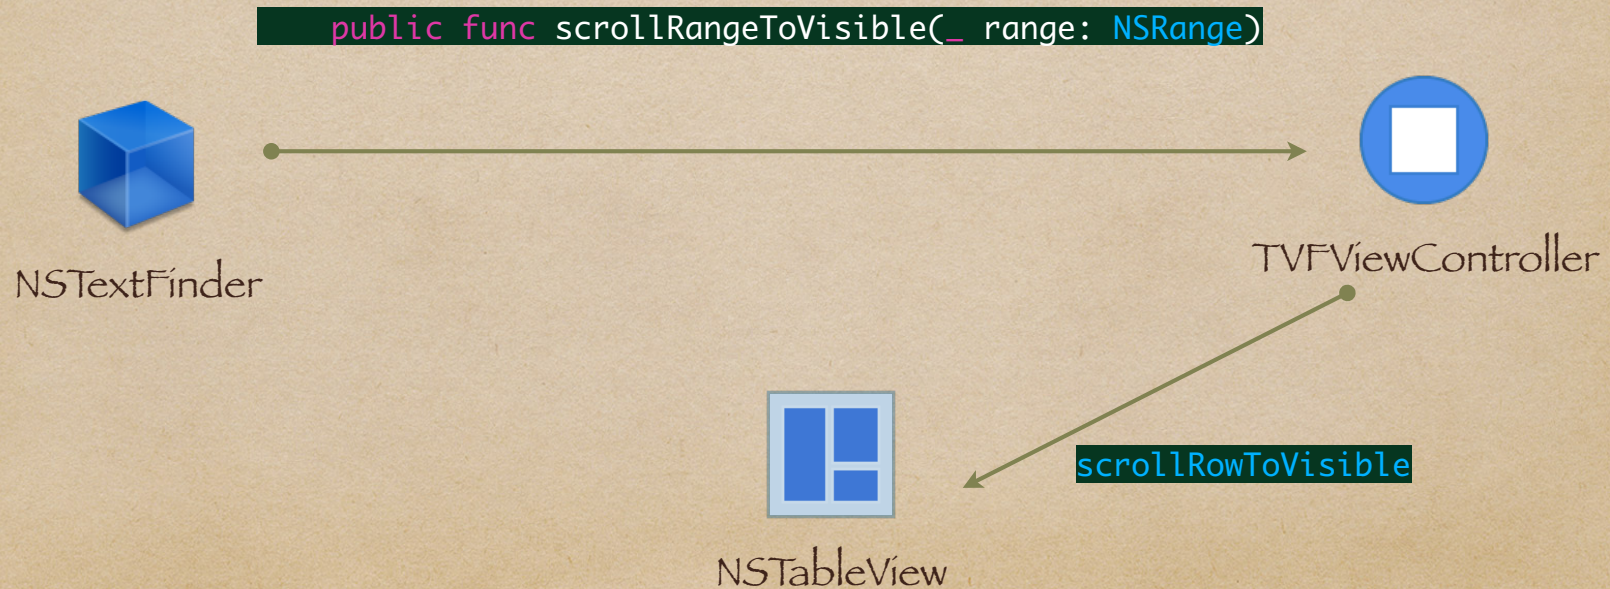 public func scrollRangeToVisible(_ range: NSRange)
NSTextFinder
TVFViewController
scrollRowToVisible
NSTableView